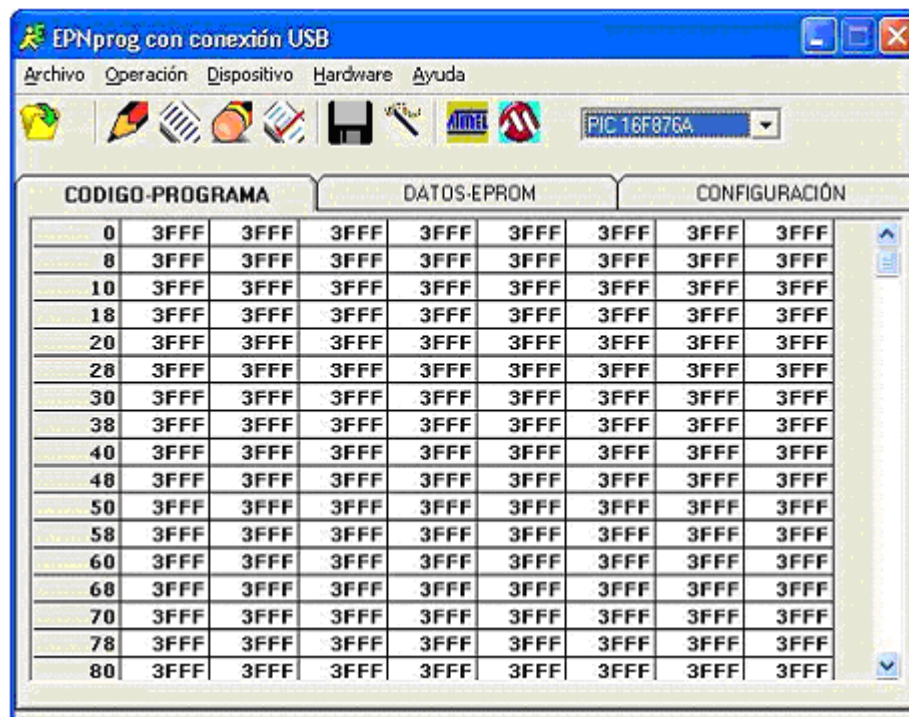 EPNprog con conexión USB
Archivo Operación Dispositivo Hardware Ayuda
ATMEL PIC 16F876A
CODIGO-PROGRAMA DATOS-EPROM CONFIGURACIÓN
0 3FFF 3FFF 3FFF 3FFF 3FFF 3FFF 3FFF 3FFF
8 3FFF 3FFF 3FFF 3FFF 3FFF 3FFF 3FFF 3FFF
10 3FFF 3FFF 3FFF 3FFF 3FFF 3FFF 3FFF 3FFF
18 3FFF 3FFF 3FFF 3FFF 3FFF 3FFF 3FFF 3FFF
20 3FFF 3FFF 3FFF 3FFF 3FFF 3FFF 3FFF 3FFF
28 3FFF 3FFF 3FFF 3FFF 3FFF 3FFF 3FFF 3FFF
30 3FFF 3FFF 3FFF 3FFF 3FFF 3FFF 3FFF 3FFF
38 3FFF 3FFF 3FFF 3FFF 3FFF 3FFF 3FFF 3FFF
40 3FFF 3FFF 3FFF 3FFF 3FFF 3FFF 3FFF 3FFF
48 3FFF 3FFF 3FFF 3FFF 3FFF 3FFF 3FFF 3FFF
50 3FFF 3FFF 3FFF 3FFF 3FFF 3FFF 3FFF 3FFF
58 3FFF 3FFF 3FFF 3FFF 3FFF 3FFF 3FFF 3FFF
60 3FFF 3FFF 3FFF 3FFF 3FFF 3FFF 3FFF 3FFF
68 3FFF 3FFF 3FFF 3FFF 3FFF 3FFF 3FFF 3FFF
70 3FFF 3FFF 3FFF 3FFF 3FFF 3FFF 3FFF 3FFF
78 3FFF 3FFF 3FFF 3FFF 3FFF 3FFF 3FFF 3FFF
80 3FFF 3FFF 3FFF 3FFF 3FFF 3FFF 3FFF 3FFF